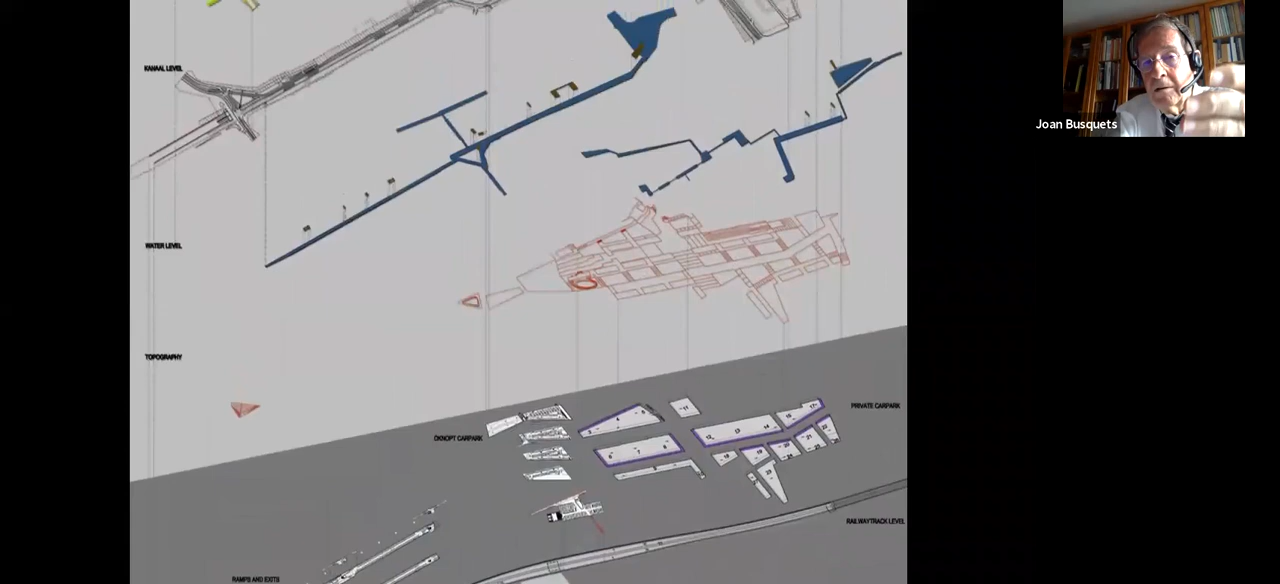 KANAAL LEVEL
Joan Busquets
WATER LEVEL
TOPOGRAPHY
PRIVATE CARPARK
OKNOPT CARPARK
RAILWAYTRACK LEVEL
RAMPS AND EXITS